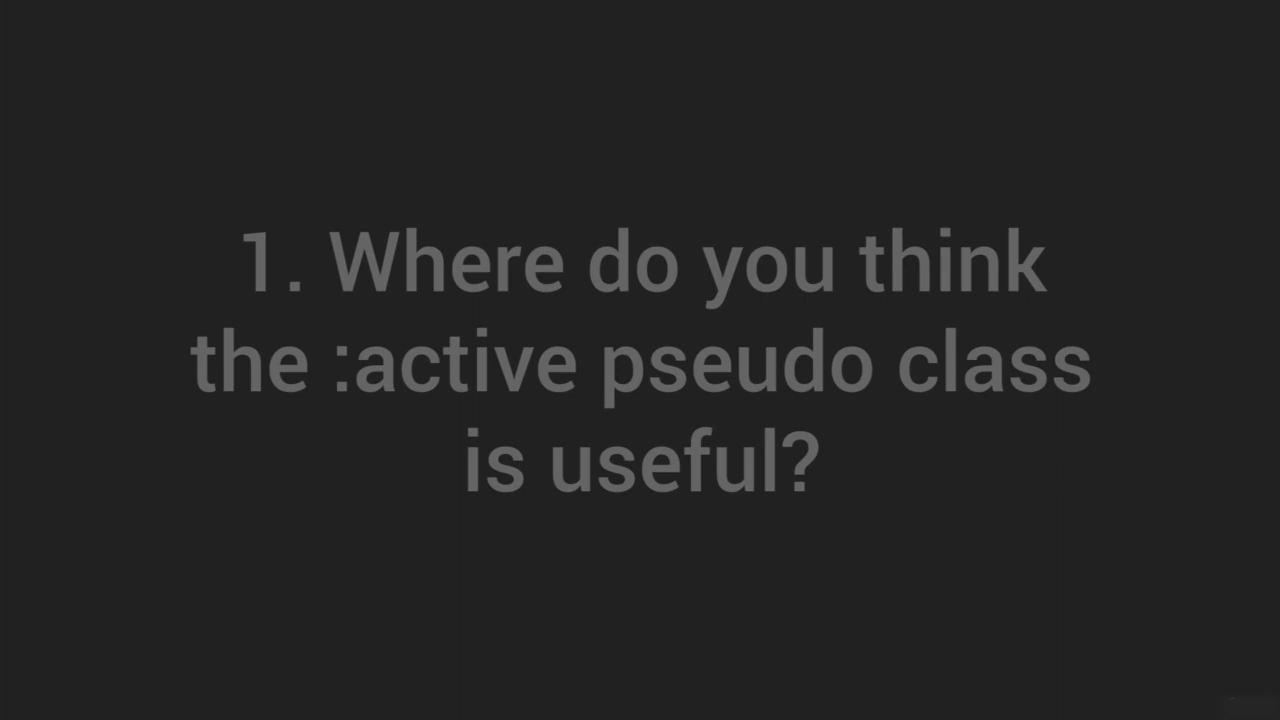 1. Where do you think
the :active pseudo class
is useful?